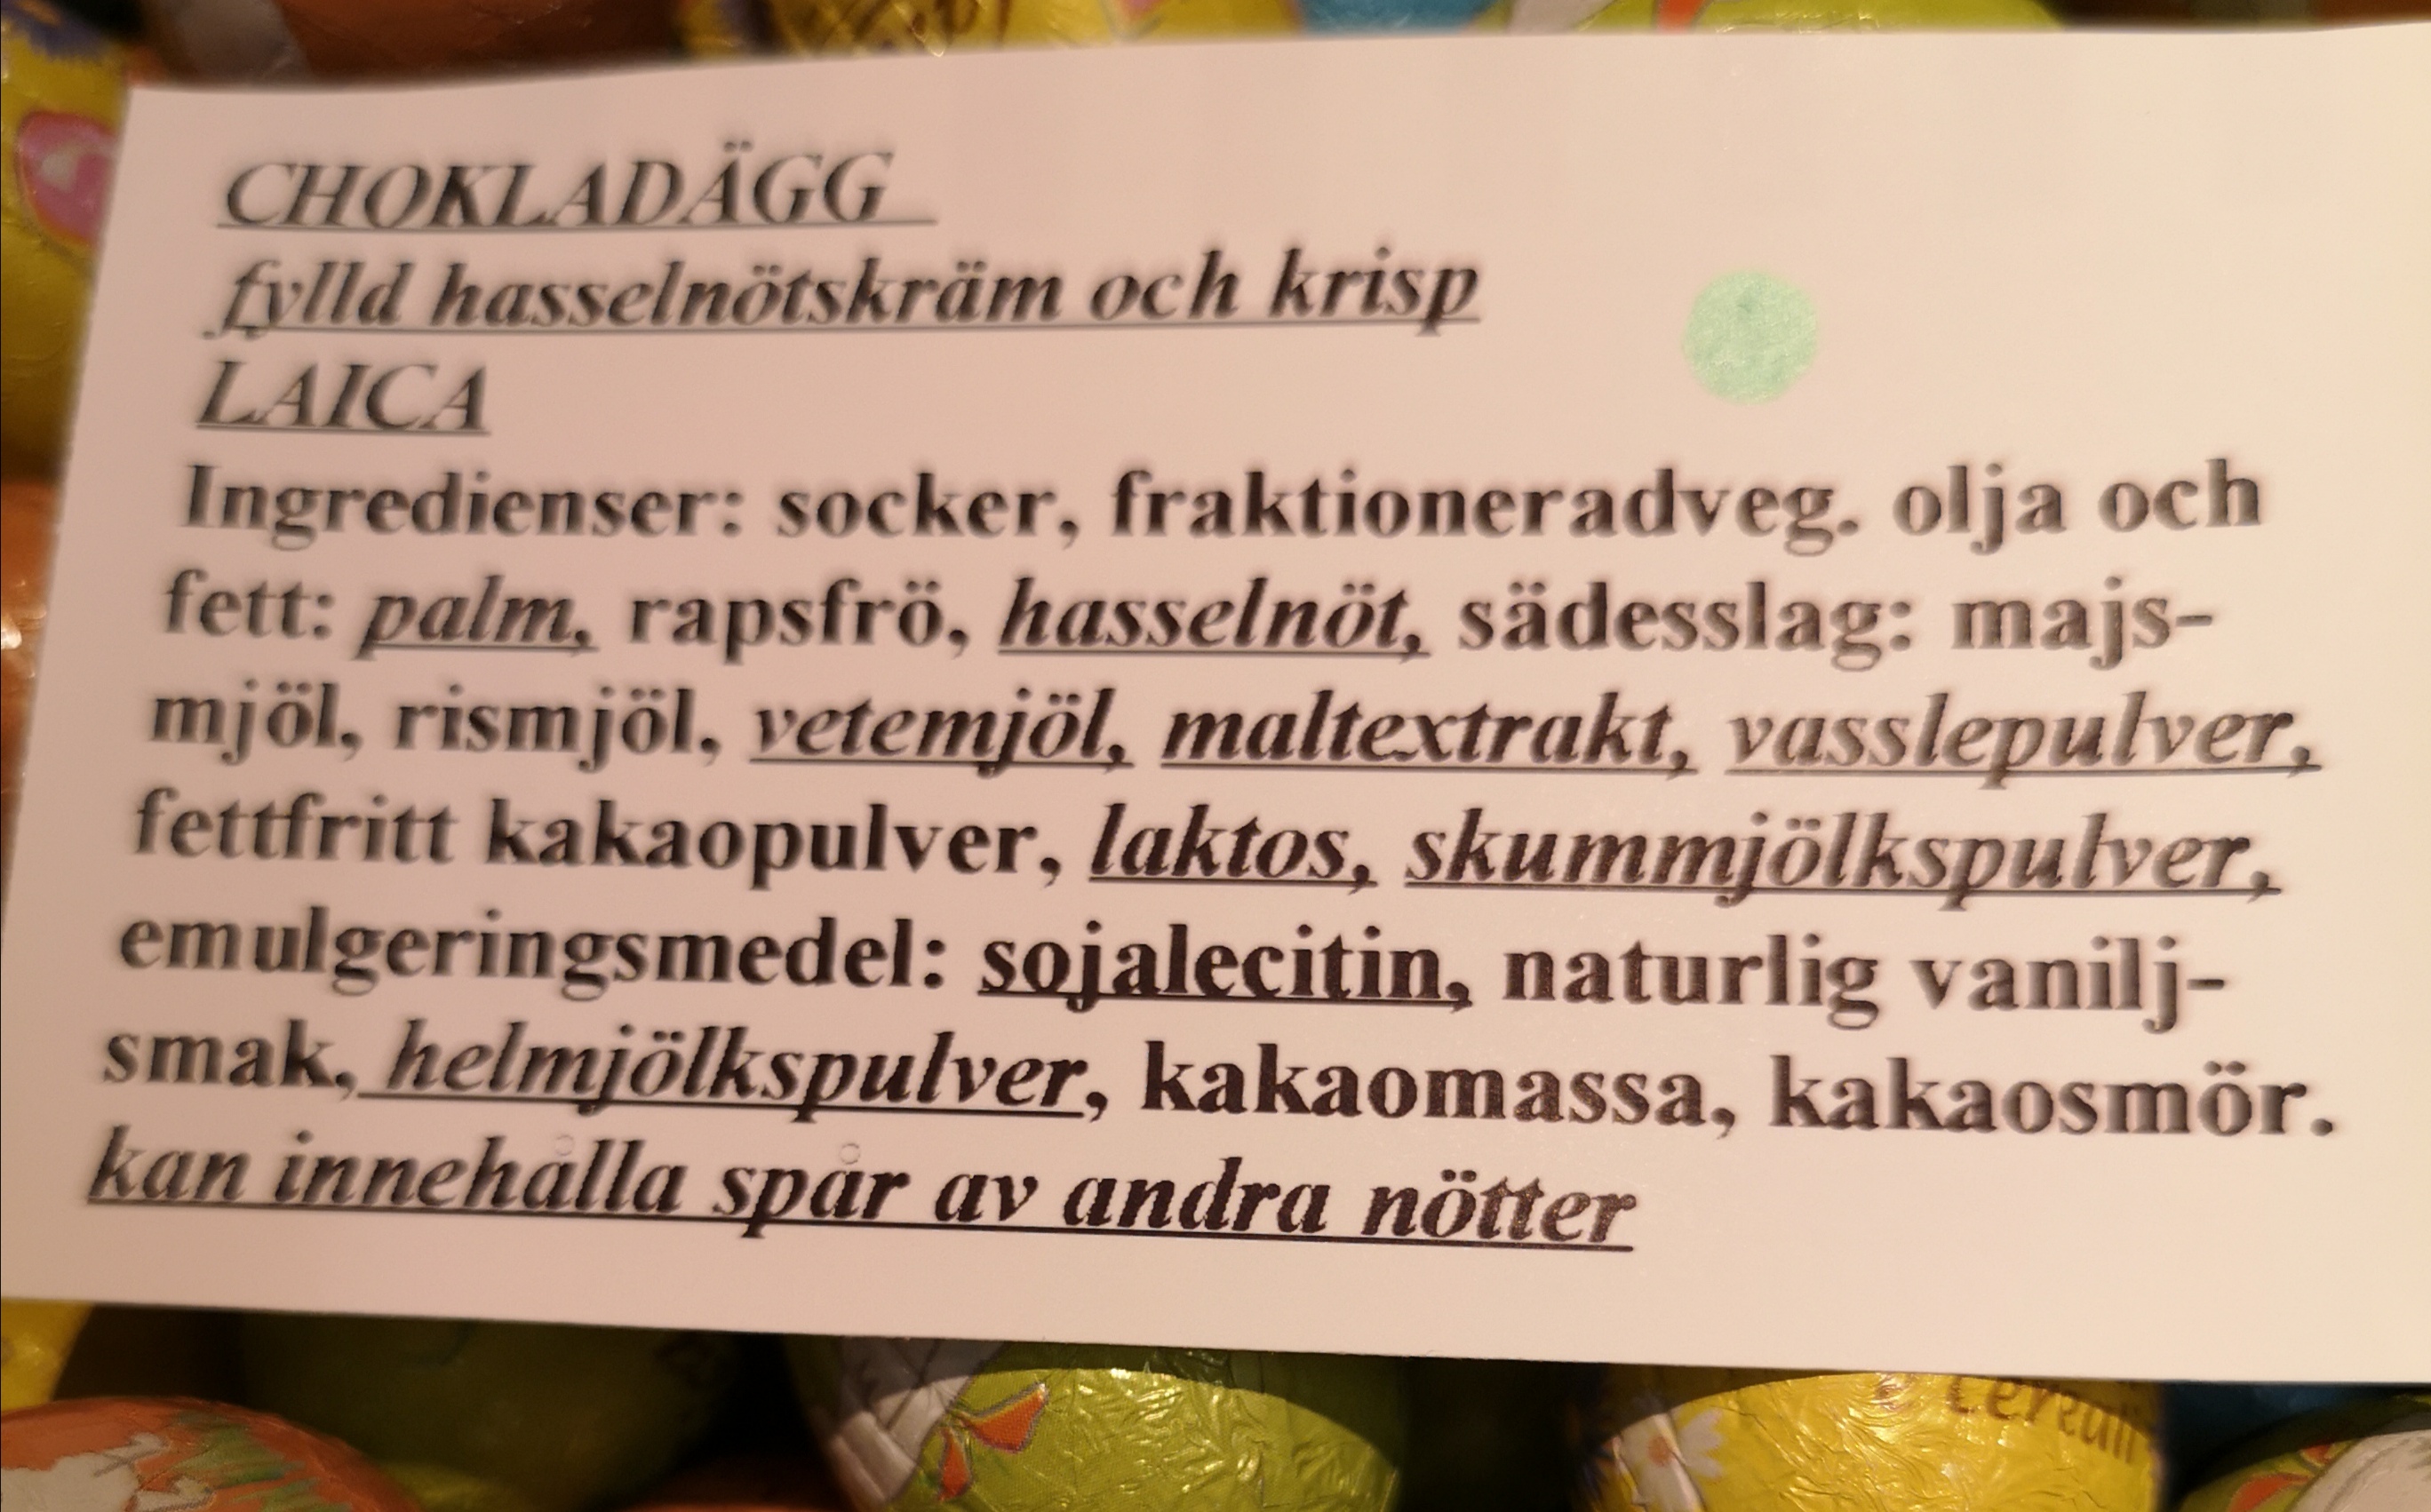 CHOKLADÄGG
fylld hasselnötskräm och krisp
LAICA
Ingredienser: socker, fraktioneradveg. olja och
fett: palm, rapsfrö, hasselnöt, sädesslag: majs-
mjöl, rismjöl, vetemjöl, maltextrakt, vasslepulver,
fettfritt kakaopulver, laktos, skummjölkspulver,
emulgeringsmedel: sojalecitin, naturlig vanilj-
smak, helmjölkspulver, kakaomassa, kakaosmör.
kan innehålla spår av andra nötter
cereali